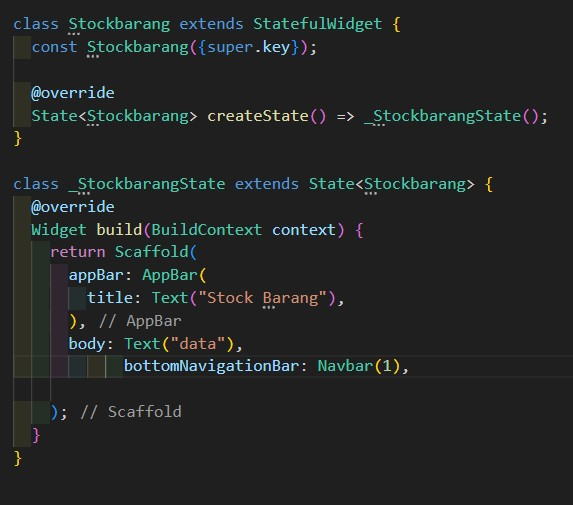 class Stockbarang extends StatefulWidget {
  const Stockbarang({super.key});

  @override
  State<Stockbarang> createState() => _StockbarangState();
}

class _StockbarangState extends State<Stockbarang> {
  @override
  Widget build(BuildContext context) {
    return Scaffold(
      appBar: AppBar(
        title: Text("Stock Barang"),
      ), // AppBar
      body: Text("data"),
            bottomNavigationBar: Navbar(1),

    ); // Scaffold
  }
}